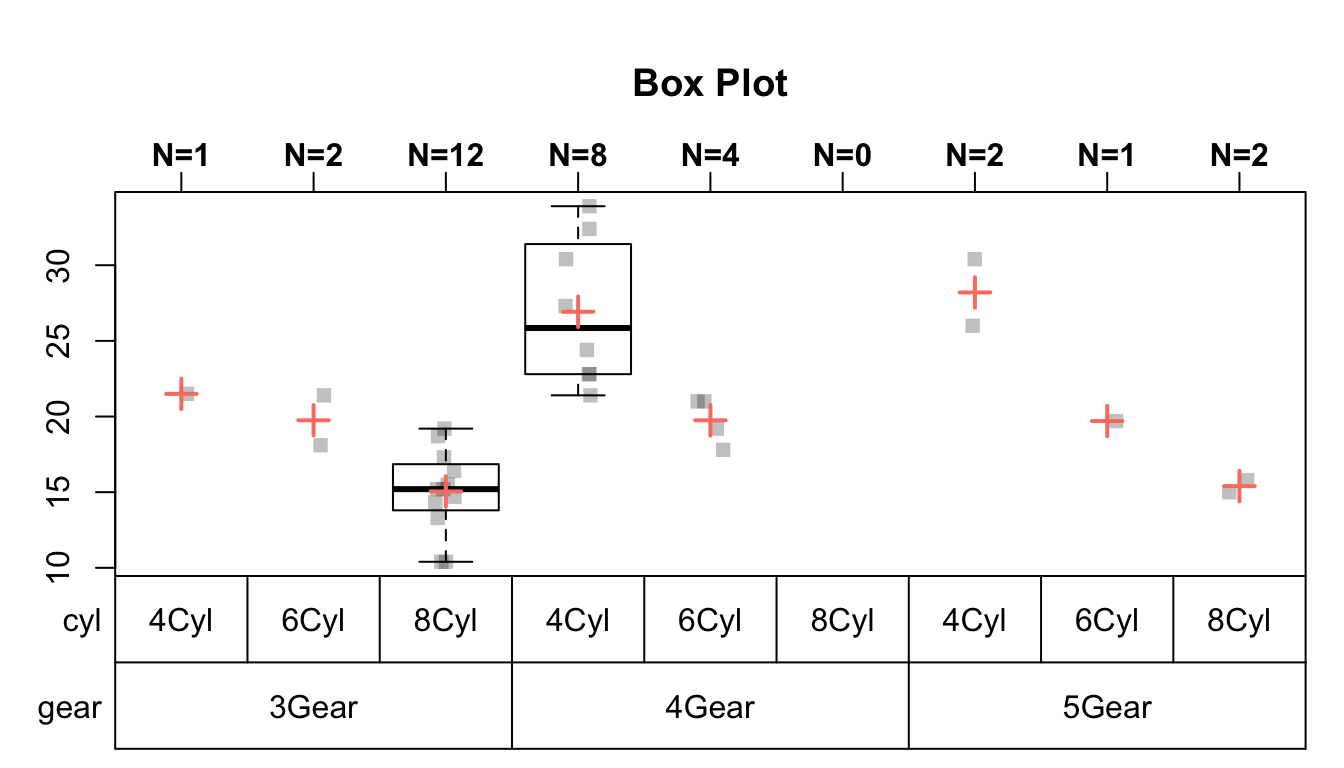 Box Plot
N=1 N=2 N=12 N=8 N=4 N=0 N=2 N=1 N=2
30
25
20
15
10
cyl 4Cyl 6Cyl 8Cyl 4Cyl 6Cyl 8Cyl 4Cyl 6Cyl 8Cyl
gear 3Gear 4Gear 5Gear